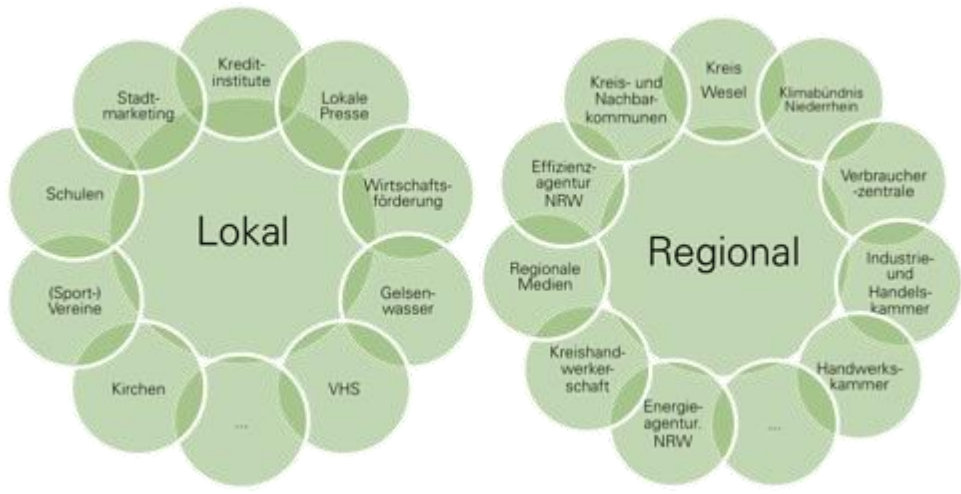 Lokal
Kredit-
institute
Lokale
Presse
Wirtschafts-
förderung
Gelsen-
wasser
VHS
...
Kirchen
(Sport-)
Vereine
Schulen
Stadt-
marketing
Regional
Kreis
Wesel
Klimabündnis
Niederrhein
Verbraucher
-zentrale
Industrie-
und
Handels-
kammer
Handwerks-
kammer
...
Energie-
agentur.
NRW
Kreishand-
werker-
schaft
Regionale
Medien
Effizienz-
agentur
NRW
Kreis- und
Nachbar-
kommunen